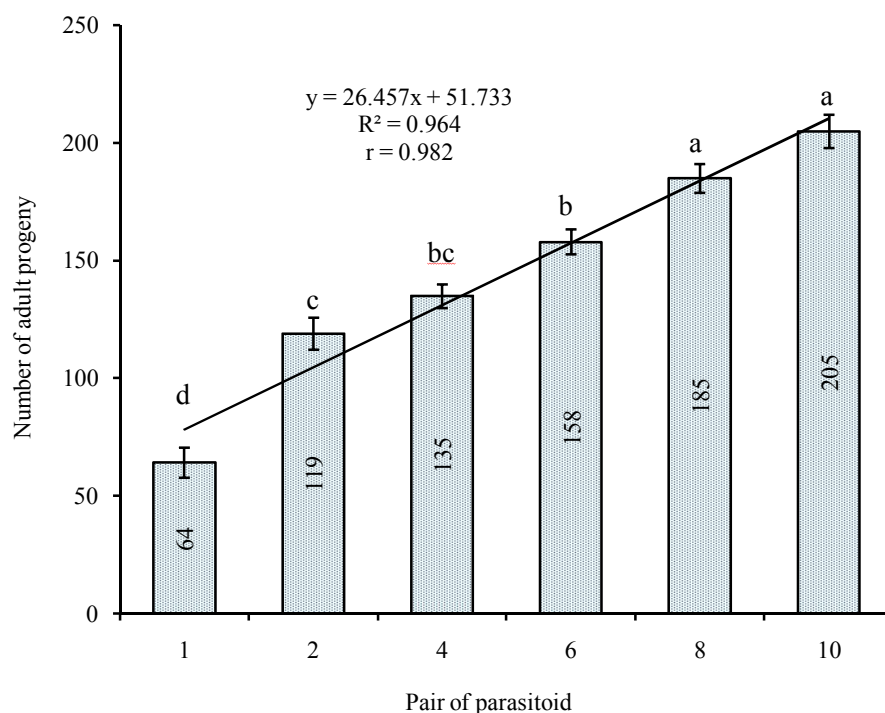 250
200
150
100
50
0
Number of adult progeny
y = 26.457x + 51.733
R² = 0.964
r = 0.982
d
c
bc
b
a
a
64
119
135
158
185
205
1 2 4 6 8 10
Pair of parasitoid